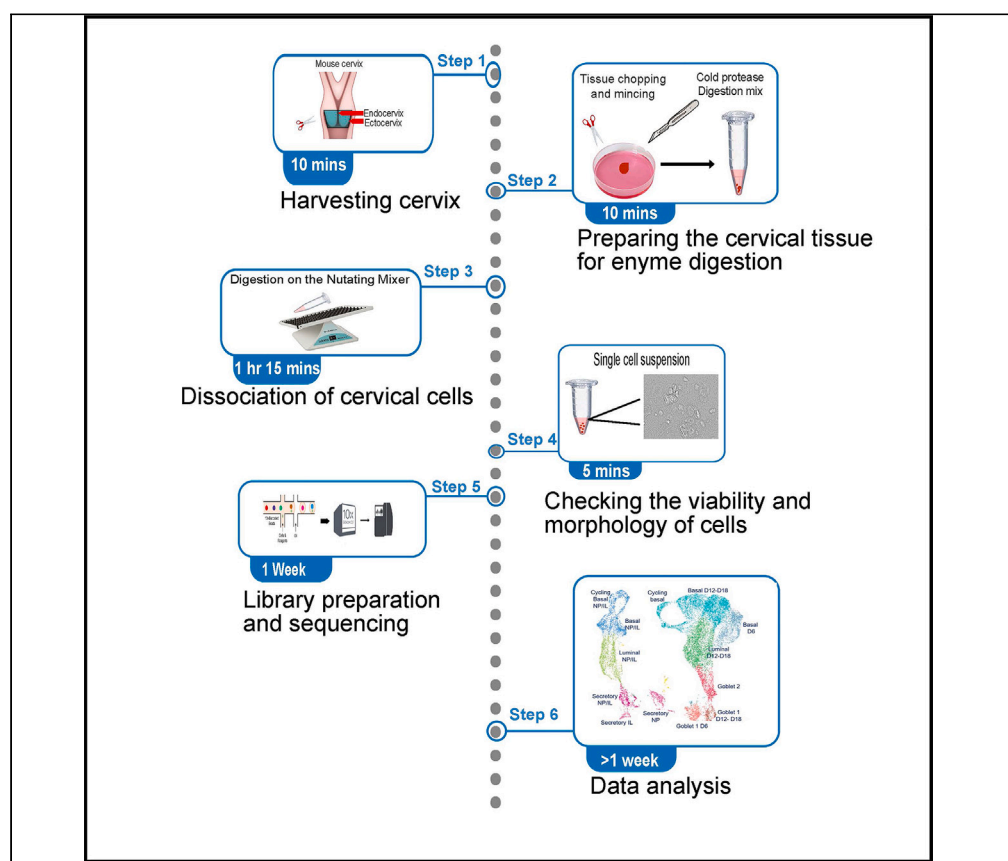 Step 1
Mouse cervix
Endocervix
Ectocervix
10 mins
Harvesting cervix
Step 2
Tissue chopping
and mincing
Cold protease
Digestion mix
10 mins
Preparing the cervical tissue
for enyme digestion
Step 3
Digestion on the Nutating Mixer
1 hr 15 mins
Dissociation of cervical cells
Step 4
Single cell suspension
5 mins
Checking the viability and
morphology of cells
Step 5
10x
1 Week
Library preparation
and sequencing
Step 6
Cycling
Basal
NP/IL
Basal
NP/IL
Luminal
NP/IL
Secretory
NP/IL
Secretory IL
Cycling
basal
Basal D12-D18
Basal
D6
Luminal
D12-D18
Goblet 2
Secretory
NP
Goblet 1 D6
Goblet 1
D12- D18
>1 week
Data analysis